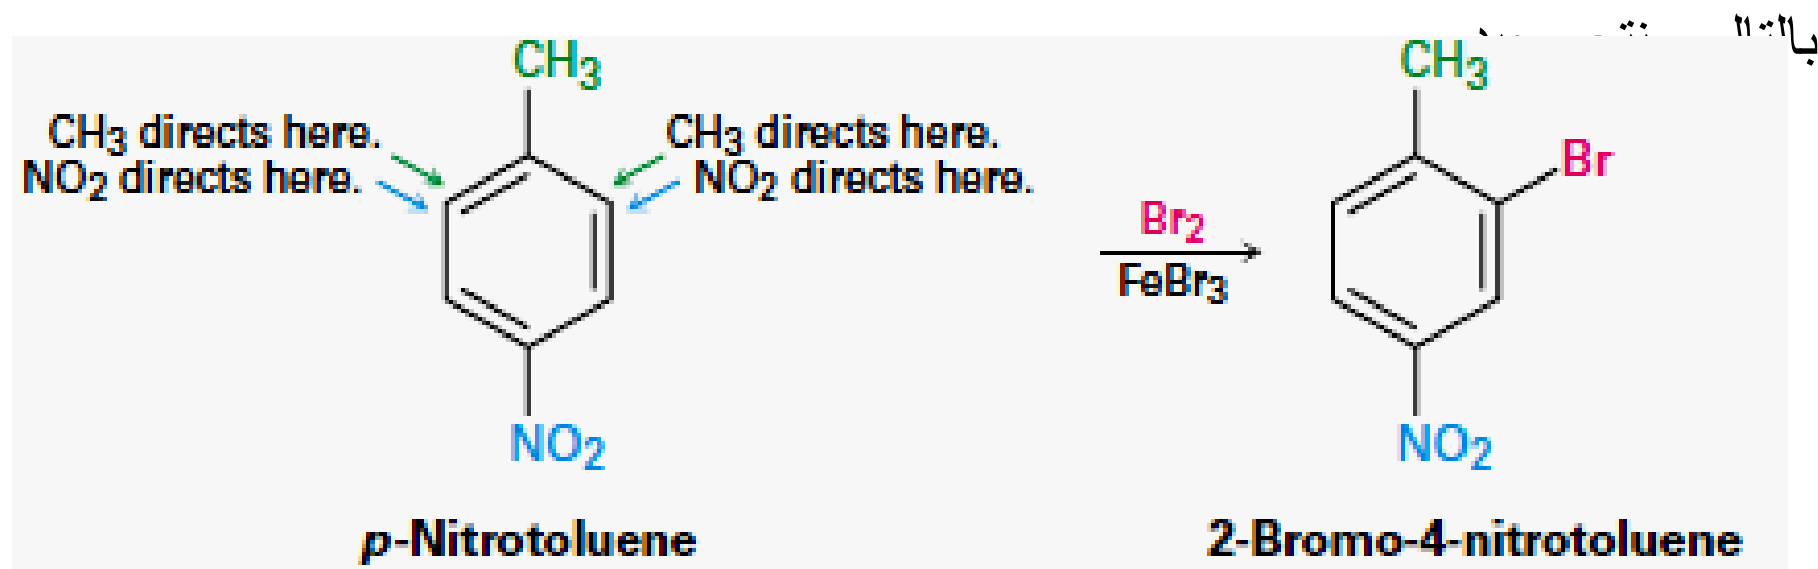 بالتالي
CH3
CH3
CH3 directs here.
NO2 directs here.
CH3 directs here.
NO2 directs here.
Br
Br2
FeBr3
NO2
NO2
p-Nitrotoluene
2-Bromo-4-nitrotoluene